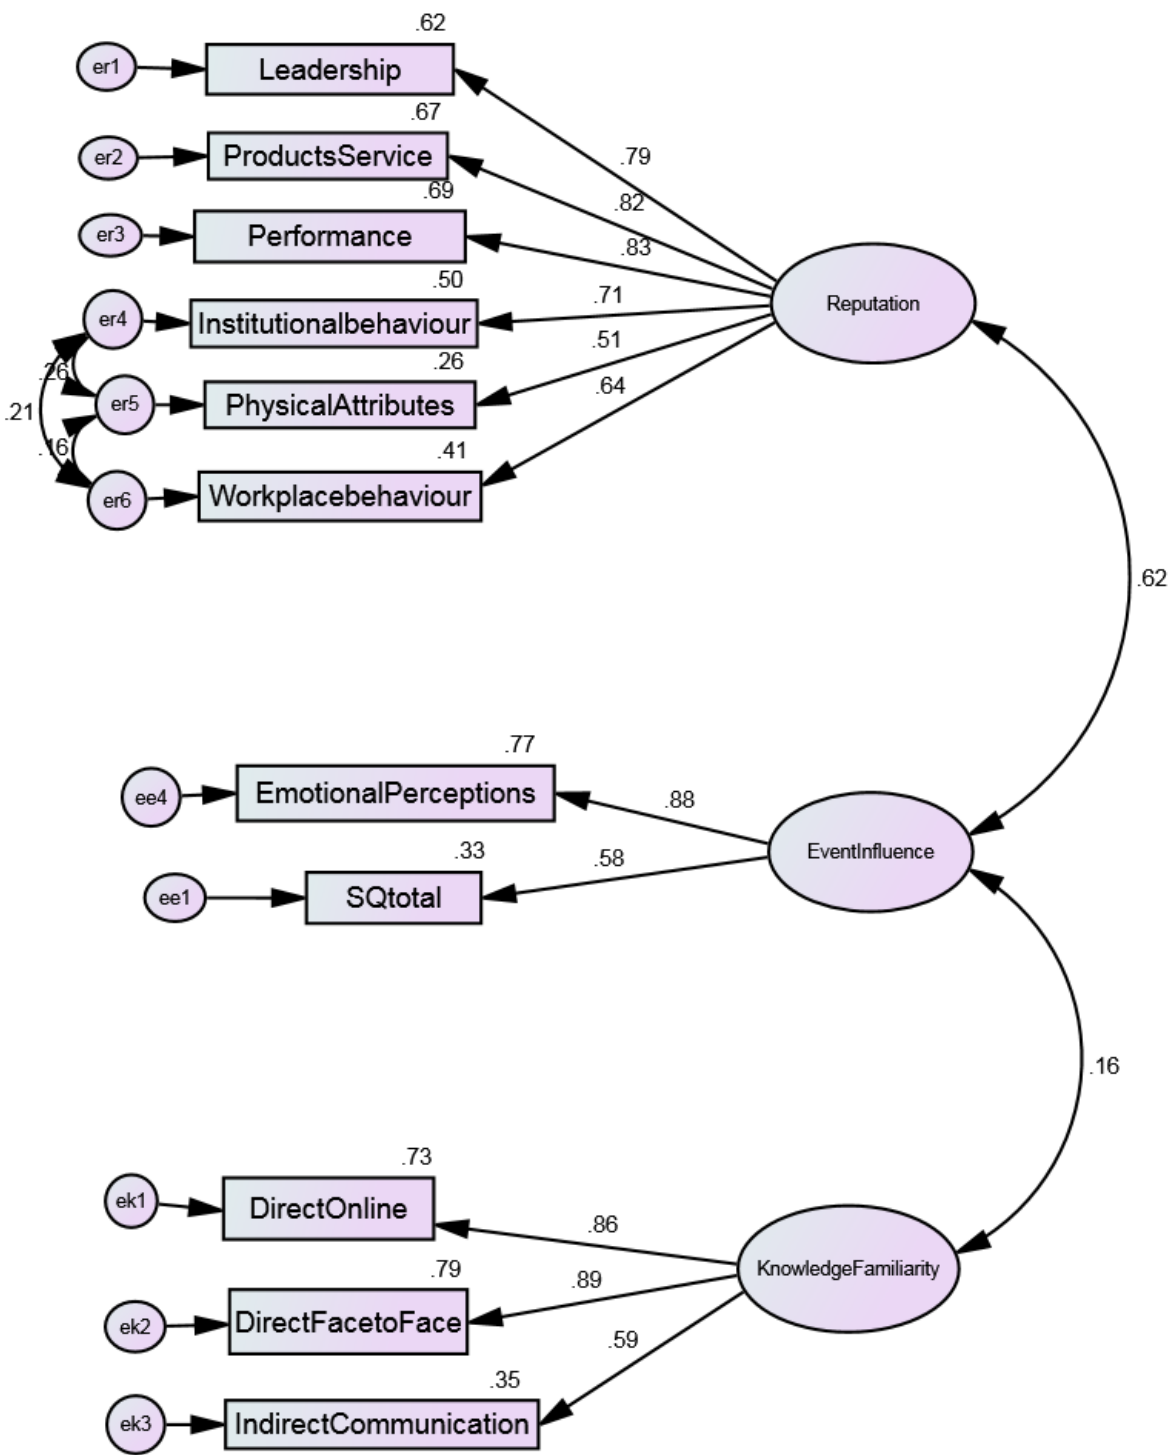 .62
er1
Leadership
.79
.67
er2
ProductsService
.82
.69
er3
Performance
.83
Reputation
.50
er4
Institutionalbehaviour
.71
.26
.26
er5
PhysicalAttributes
.51
.21
.16
.41
er6
Workplacebehaviour
.64
.62
.77
ee4
EmotionalPerceptions
.88
EventInfluence
.33
ee1
SQtotal
.58
.16
.73
ek1
DirectOnline
.86
KnowledgeFamiliarity
.79
ek2
DirectFacetoFace
.89
.35
ek3
IndirectCommunication
.59